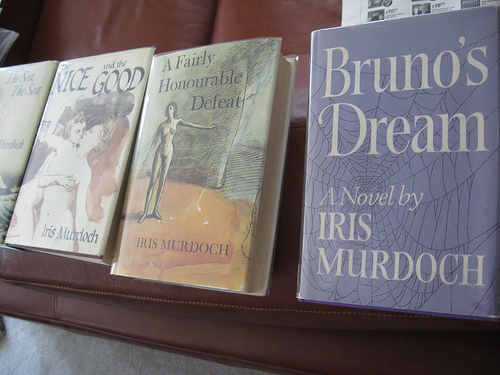 The Sea,
The Sea
Murdoch
The NICE and the
GOOD
Iris Murdoch
A Fairly
Honourable
Defeat
IRIS MURDOCH
Bruno's
Dream
A Novel by
IRIS
MURDOCH